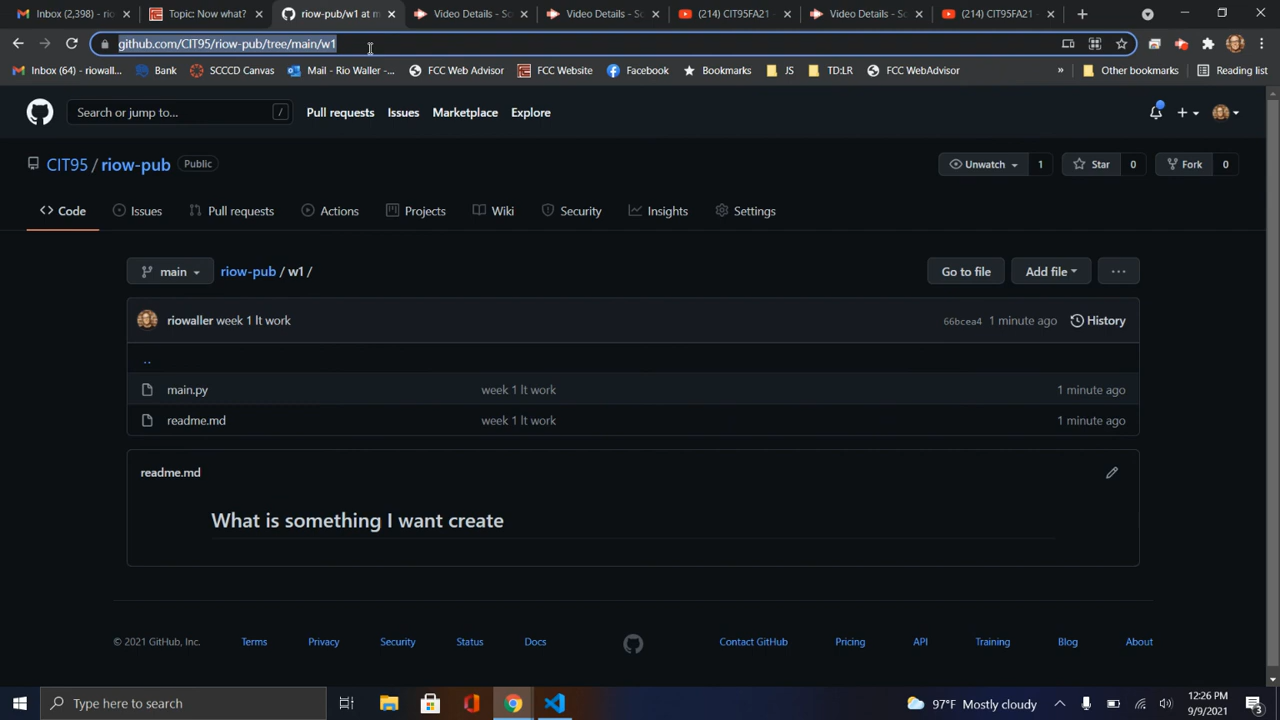 Inbox (2,398) - rio
Topic: Now what?
riow-pub/w1 at m
Video Details - So
Video Details - So
(214) CIT95FA21 -
Video Details - So
(214) CIT95FA21 -
github.com/CIT95/riow-pub/tree/main/w1
Inbox (64) - riowall... Bank SCCCD Canvas Mail - Rio Waller -... FCC Web Advisor FCC Website Facebook Bookmarks JS TD:LR FCC WebAdvisor » Other bookmarks Reading list
Search or jump to... / Pull requests Issues Marketplace Explore
CIT95 / riow-pub Public Unwatch 1 Star 0 Fork 0
<> Code Issues Pull requests Actions Projects Wiki Security Insights Settings
main riow-pub / w1 / Go to file Add file ...
riowaller week 1 lt work 66bcea4 1 minute ago History
..
main.py week 1 lt work 1 minute ago
readme.md week 1 lt work 1 minute ago
readme.md
What is something I want create
© 2021 GitHub, Inc. Terms Privacy Security Status Docs Contact GitHub Pricing API Training Blog About
Type here to search 97°F Mostly cloudy 12:26 PM
9/9/2021 3